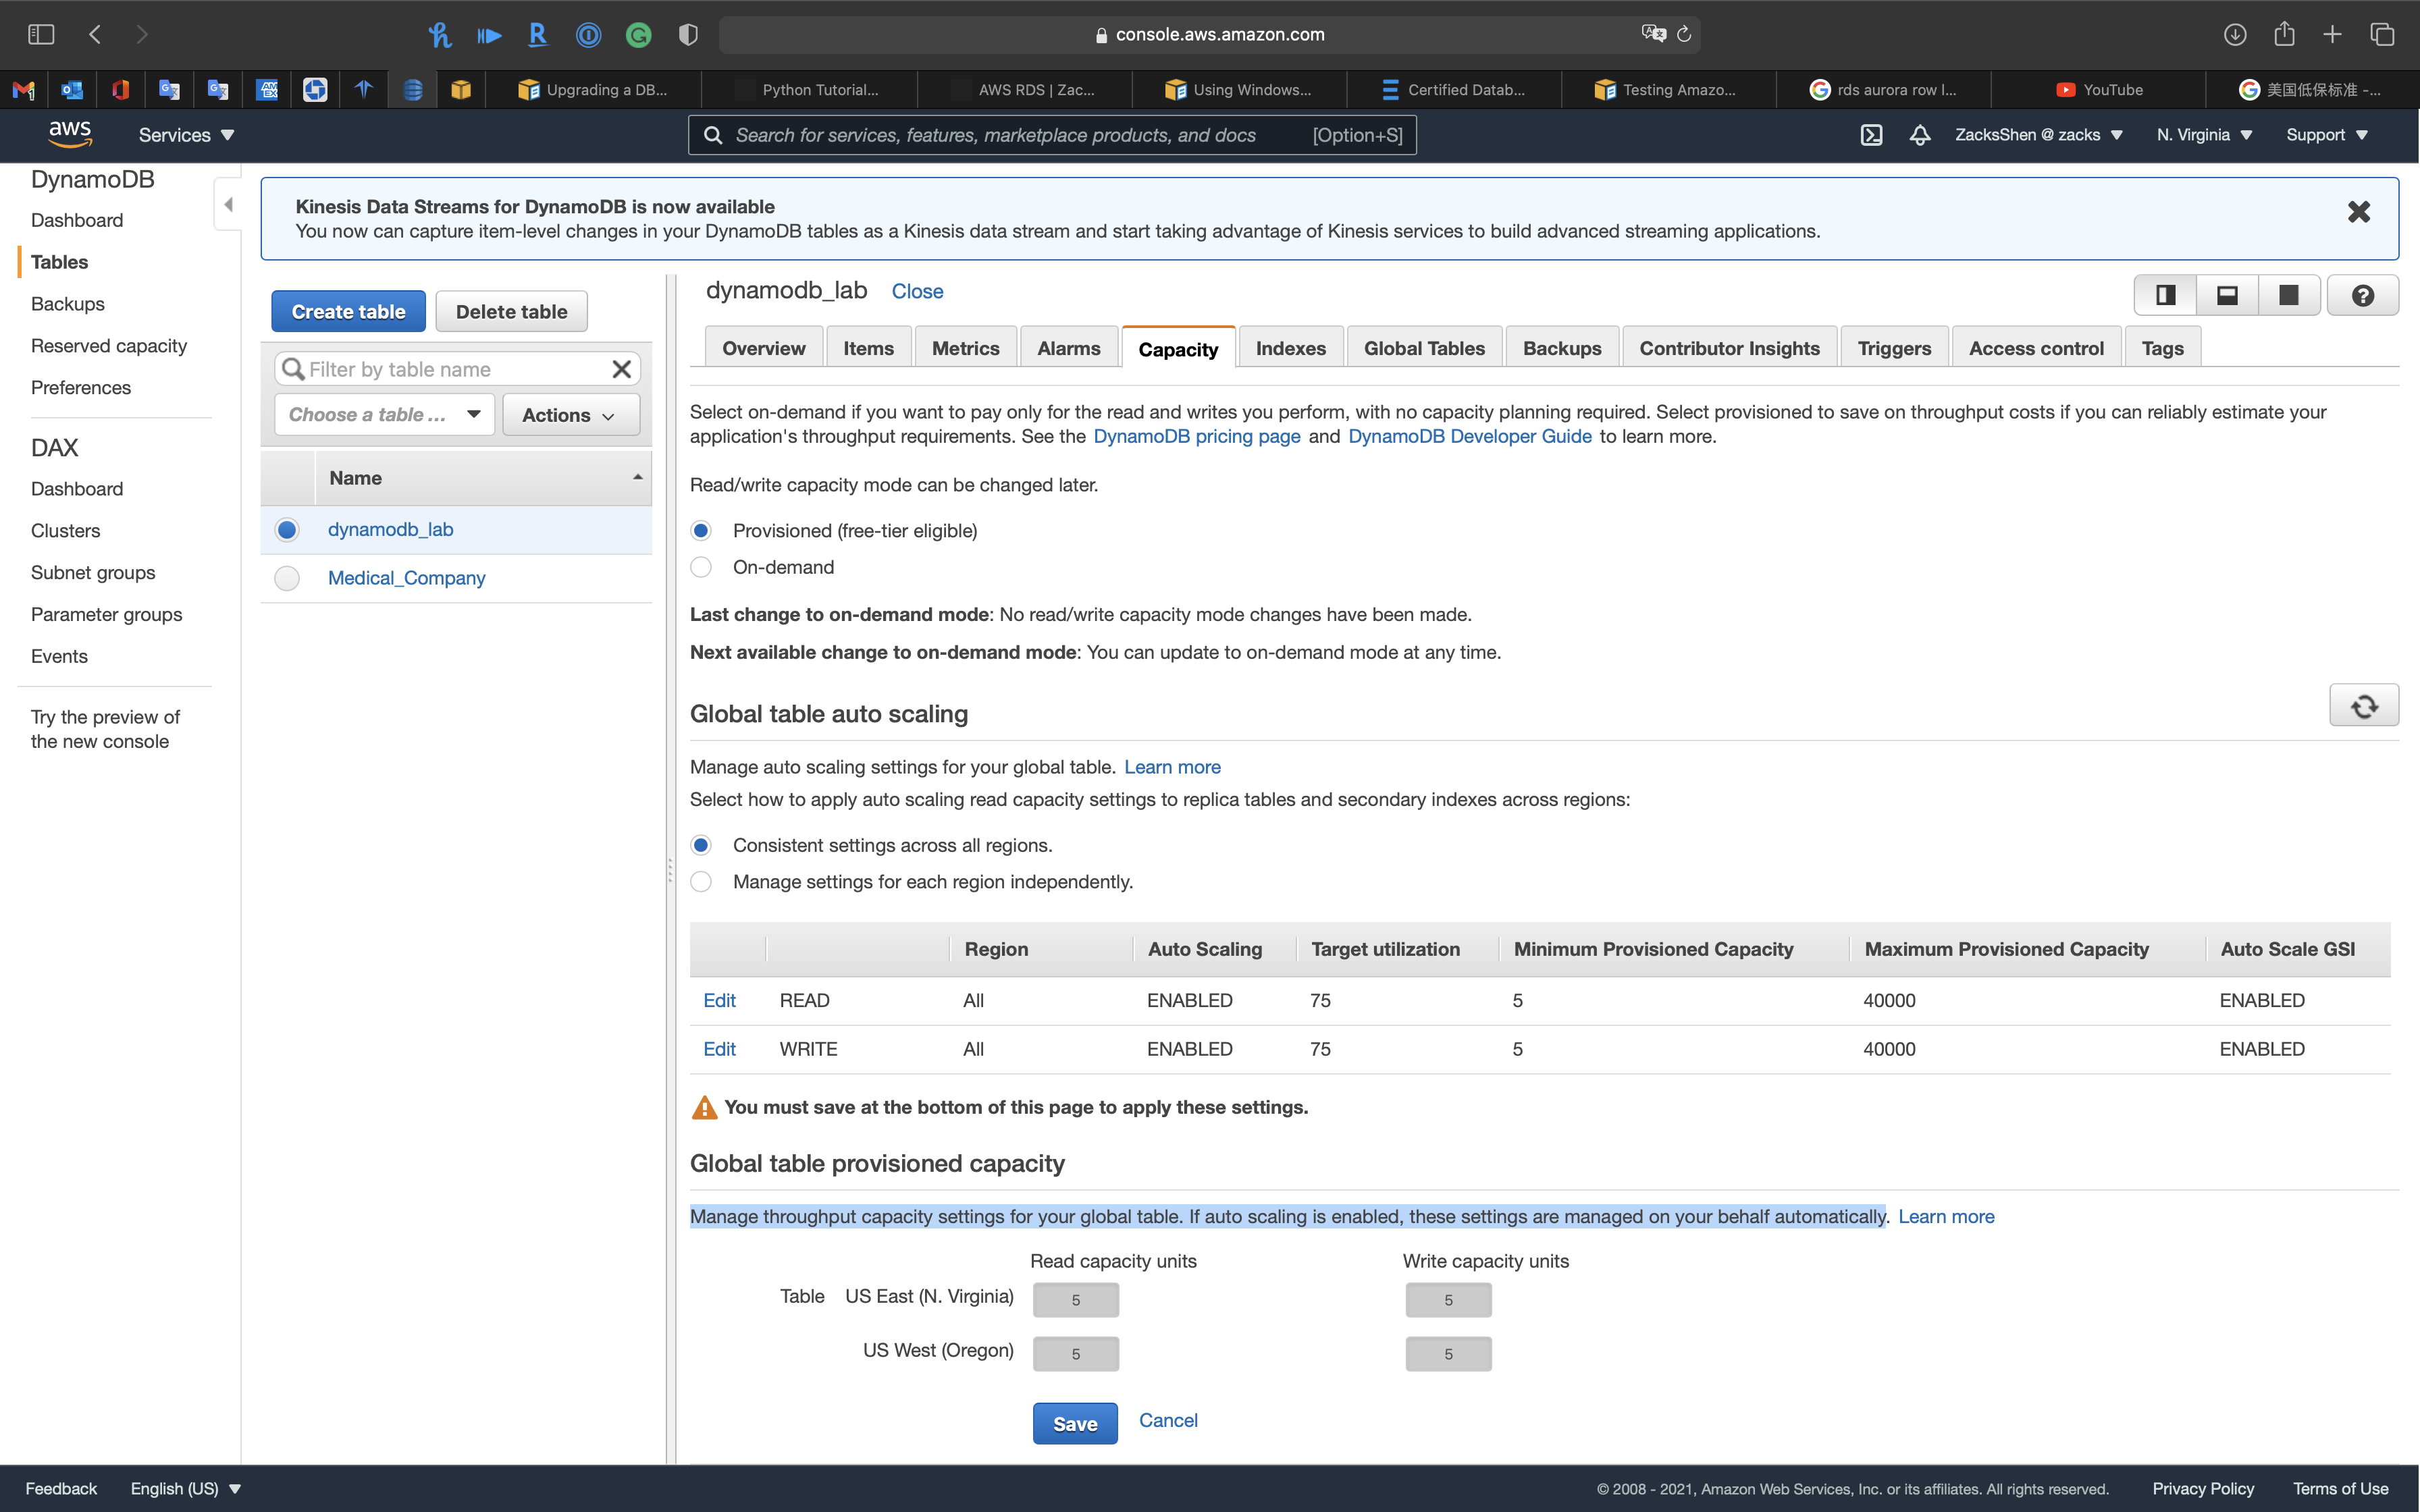 console.aws.amazon.com
Upgrading a DB...
Python Tutorial...
AWS RDS | Zac...
Using Windows...
Certified Datab...
Testing Amazo...
rds aurora row l...
YouTube
美国低保标准 -...
aws
Services
Search for services, features, marketplace products, and docs
[Option+S]
ZacksShen @ zacks
N. Virginia
Support
DynamoDB
Dashboard
Tables
Backups
Reserved capacity
Preferences
DAX
Dashboard
Clusters
Subnet groups
Parameter groups
Events
Try the preview of
the new console
Kinesis Data Streams for DynamoDB is now available
You now can capture item-level changes in your DynamoDB tables as a Kinesis data stream and start taking advantage of Kinesis services to build advanced streaming applications.
Create table
Delete table
Filter by table name
Choose a table ...
Actions
Name
dynamodb_lab
Medical_Company
dynamodb_lab Close
Overview
Items
Metrics
Alarms
Capacity
Indexes
Global Tables
Backups
Contributor Insights
Triggers
Access control
Tags
Select on-demand if you want to pay only for the read and writes you perform, with no capacity planning required. Select provisioned to save on throughput costs if you can reliably estimate your
application's throughput requirements. See the DynamoDB pricing page and DynamoDB Developer Guide to learn more.
Read/write capacity mode can be changed later.
Provisioned (free-tier eligible)
On-demand
Last change to on-demand mode: No read/write capacity mode changes have been made.
Next available change to on-demand mode: You can update to on-demand mode at any time.
Global table auto scaling
Manage auto scaling settings for your global table. Learn more
Select how to apply auto scaling read capacity settings to replica tables and secondary indexes across regions:
Consistent settings across all regions.
Manage settings for each region independently.
Region Auto Scaling Target utilization Minimum Provisioned Capacity Maximum Provisioned Capacity Auto Scale GSI
Edit READ All ENABLED 75 5 40000 ENABLED
Edit WRITE All ENABLED 75 5 40000 ENABLED
You must save at the bottom of this page to apply these settings.
Global table provisioned capacity
Manage throughput capacity settings for your global table. If auto scaling is enabled, these settings are managed on your behalf automatically. Learn more
Read capacity units Write capacity units
Table US East (N. Virginia) 5 5
US West (Oregon) 5 5
Save Cancel
Feedback
English (US)
© 2008 - 2021, Amazon Web Services, Inc. or its affiliates. All rights reserved.
Privacy Policy
Terms of Use